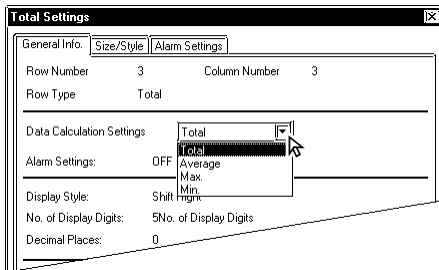 Total Settings
General Info. Size/Style Alarm Settings
Row Number 3 Column Number 3
Row Type Total
Data Calculation Settings Total
Total
Alarm Settings: OFF Average
Max.
Min.
Display Style: Shift Right
No. of Display Digits: 5No. of Display Digits
Decimal Places: 0